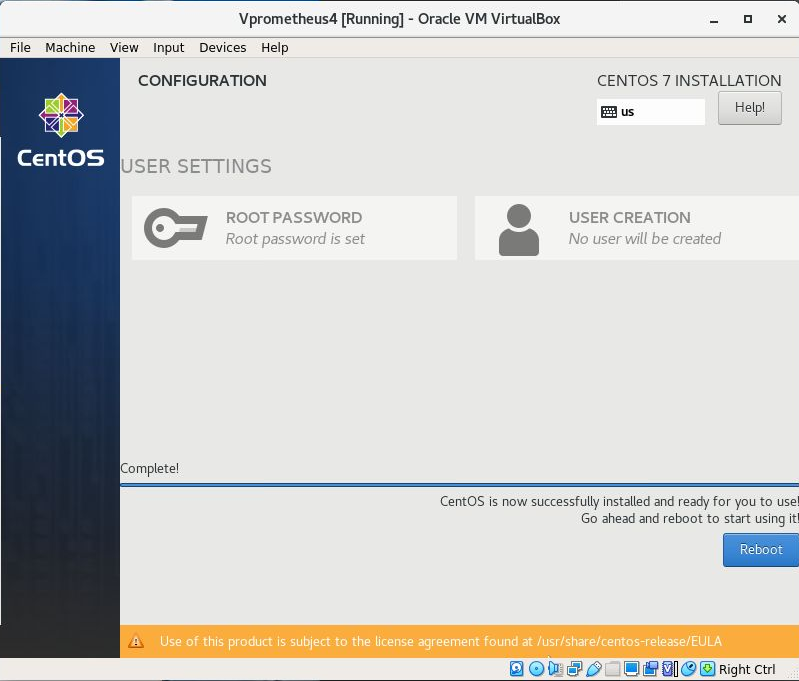 Vprometheus4 [Running] - Oracle VM VirtualBox
File Machine View Input Devices Help
CentOS
CONFIGURATION
CENTOS 7 INSTALLATION
us
Help!
USER SETTINGS
ROOT PASSWORD
Root password is set
USER CREATION
No user will be created
Complete!
CentOS is now successfully installed and ready for you to use!
Go ahead and reboot to start using it!
Reboot
Use of this product is subject to the license agreement found at /usr/share/centos-release/EULA
Right Ctrl